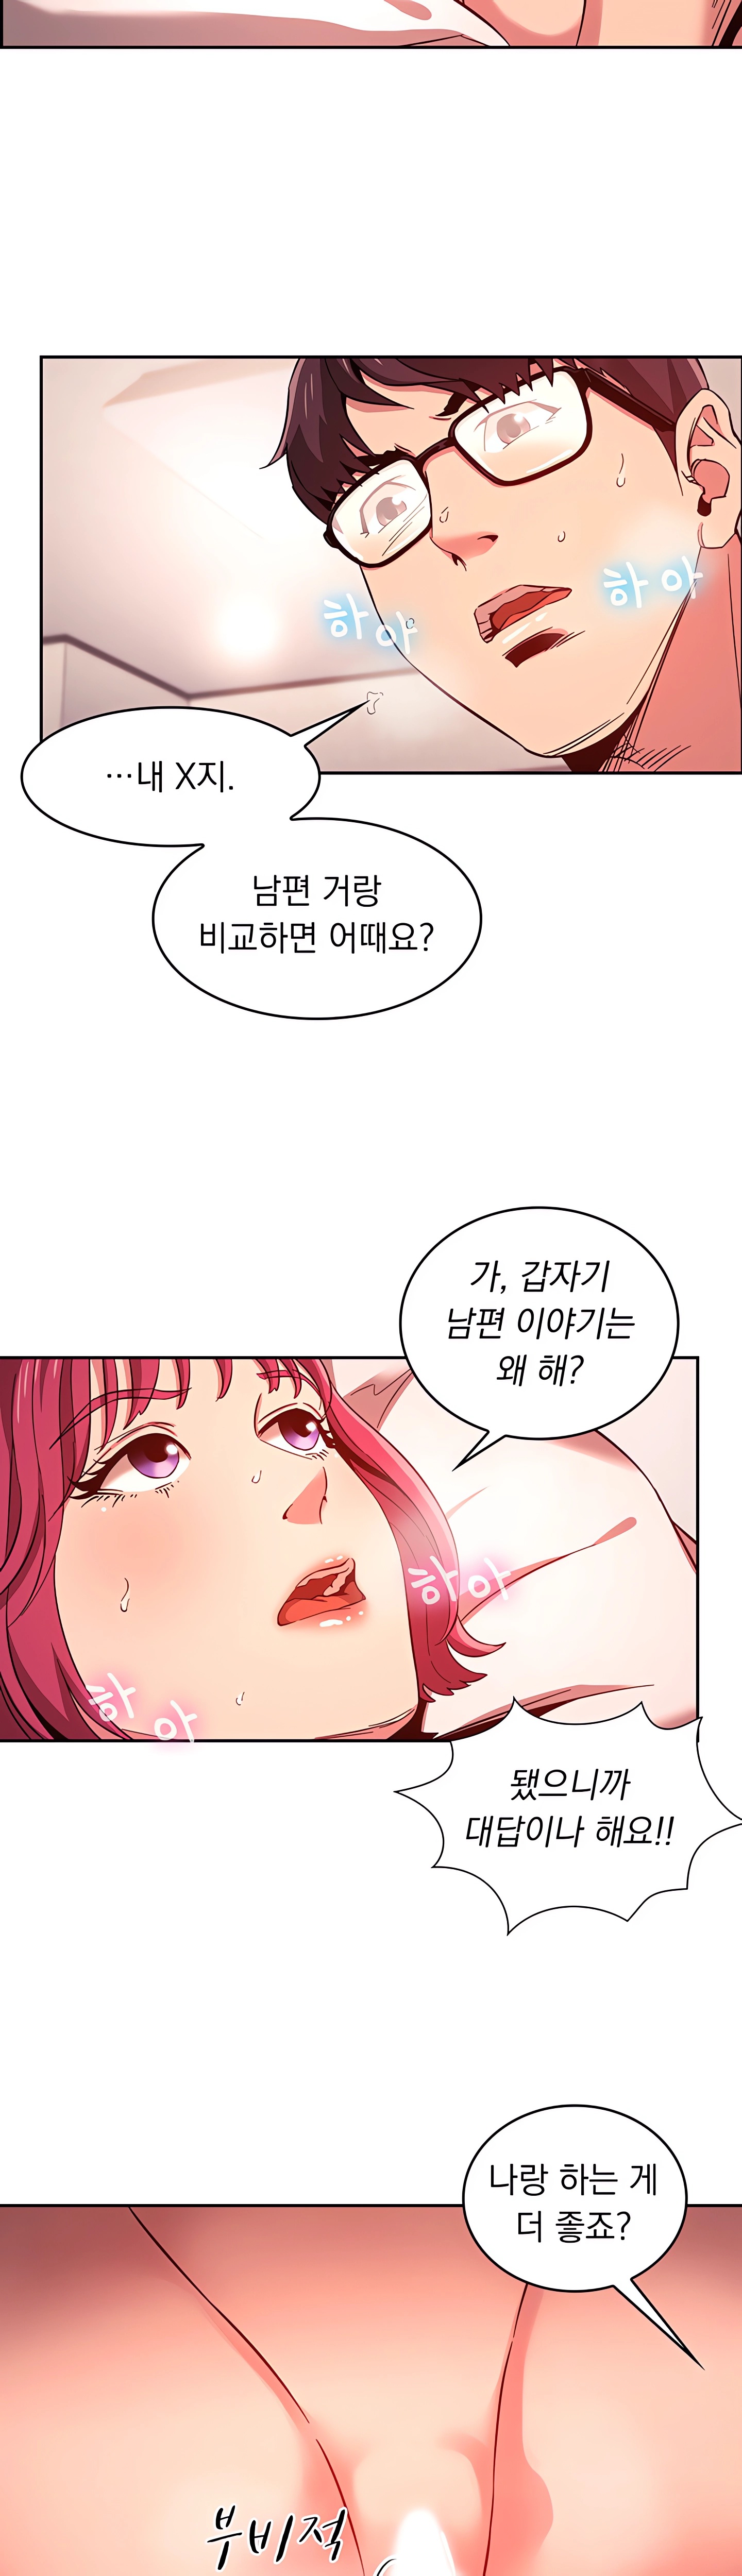 하아
하아
…내 X지.
남편 거랑
비교하면 어때요?
가, 갑자기
남편 이야기는
왜 해?
하아
하아
됐으니까
대답이나 해요!!
나랑 하는 게
더 좋죠?
부비적